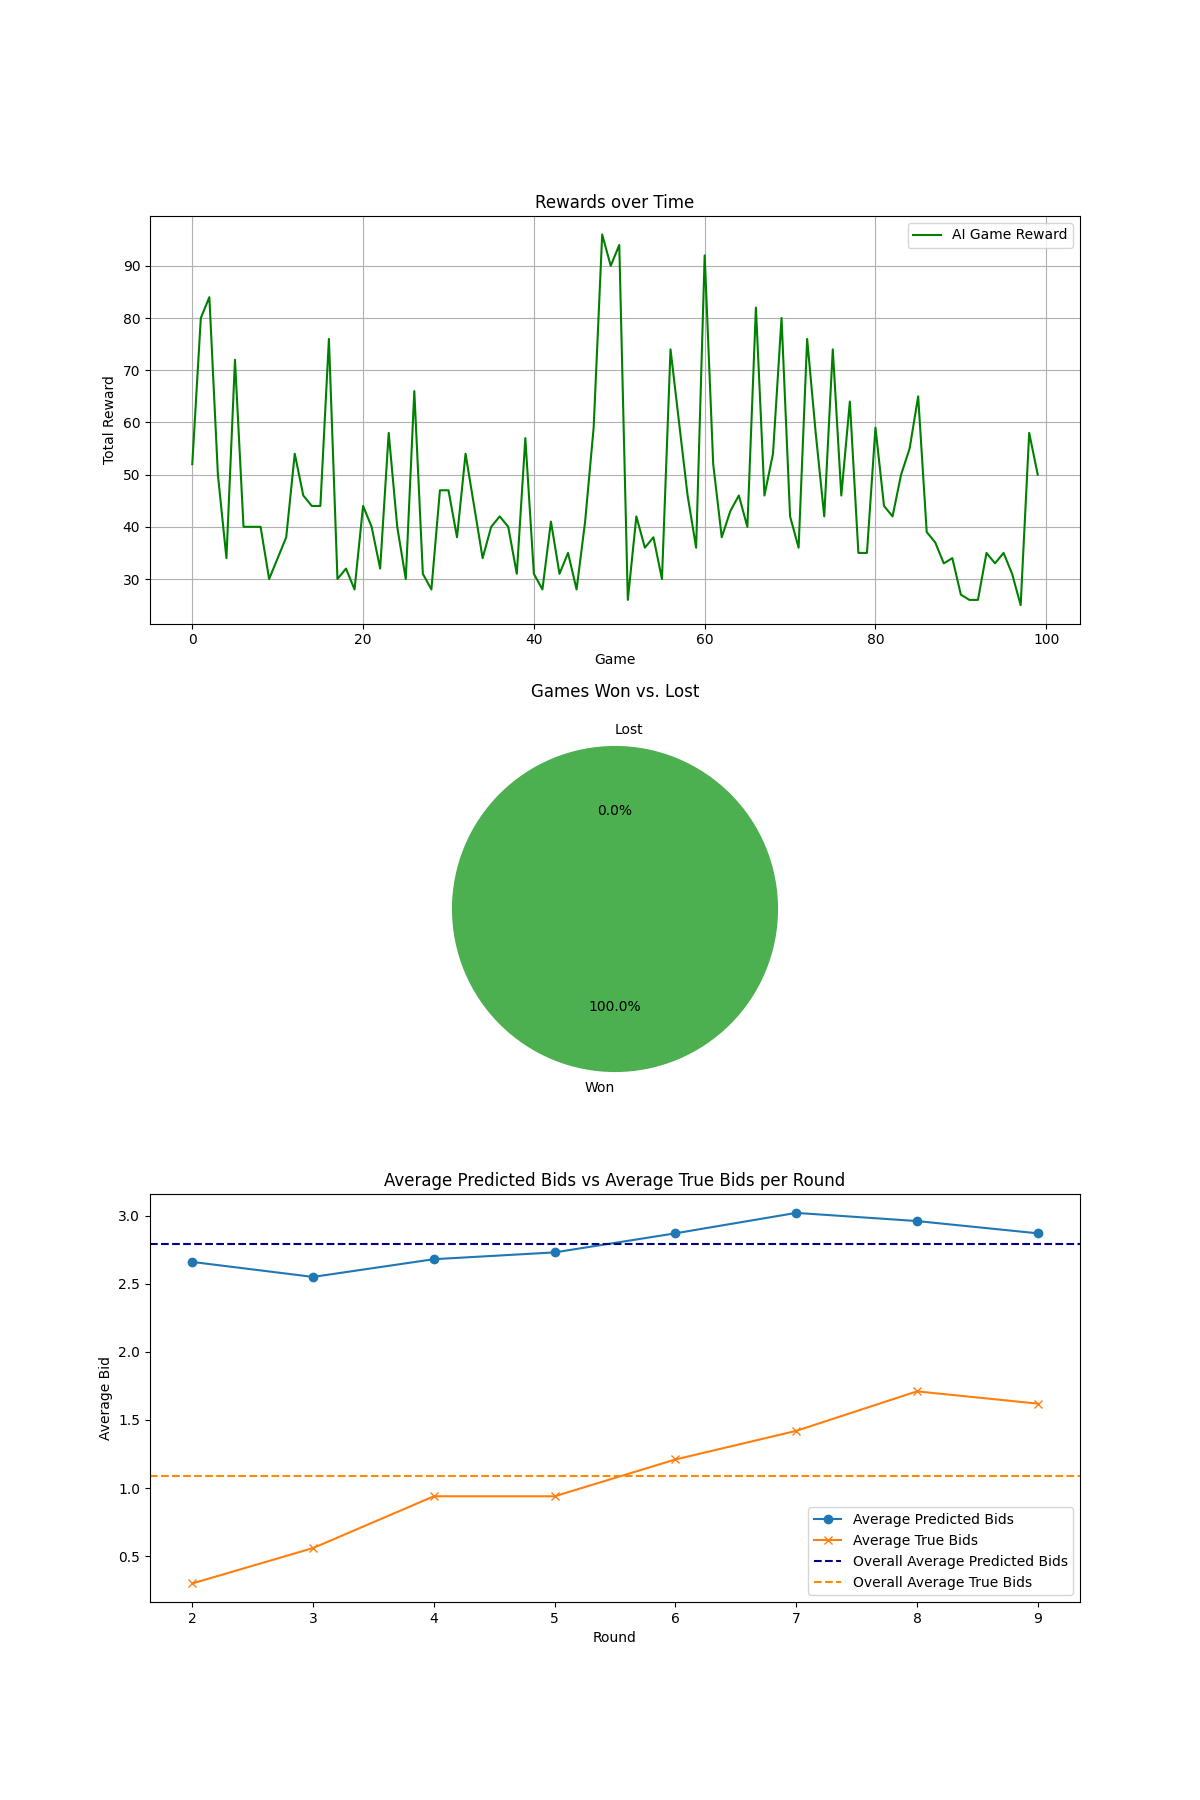 Rewards over Time
AI Game Reward
Total Reward
90
80
70
60
50
40
30
0 20 40 60 80 100
Game
Games Won vs. Lost
Lost
0.0%
100.0%
Won
Average Predicted Bids vs Average True Bids per Round
Average Bid
3.0
2.5
2.0
1.5
1.0
0.5
Average Predicted Bids
Average True Bids
Overall Average Predicted Bids
Overall Average True Bids
2 3 4 5 6 7 8 9
Round